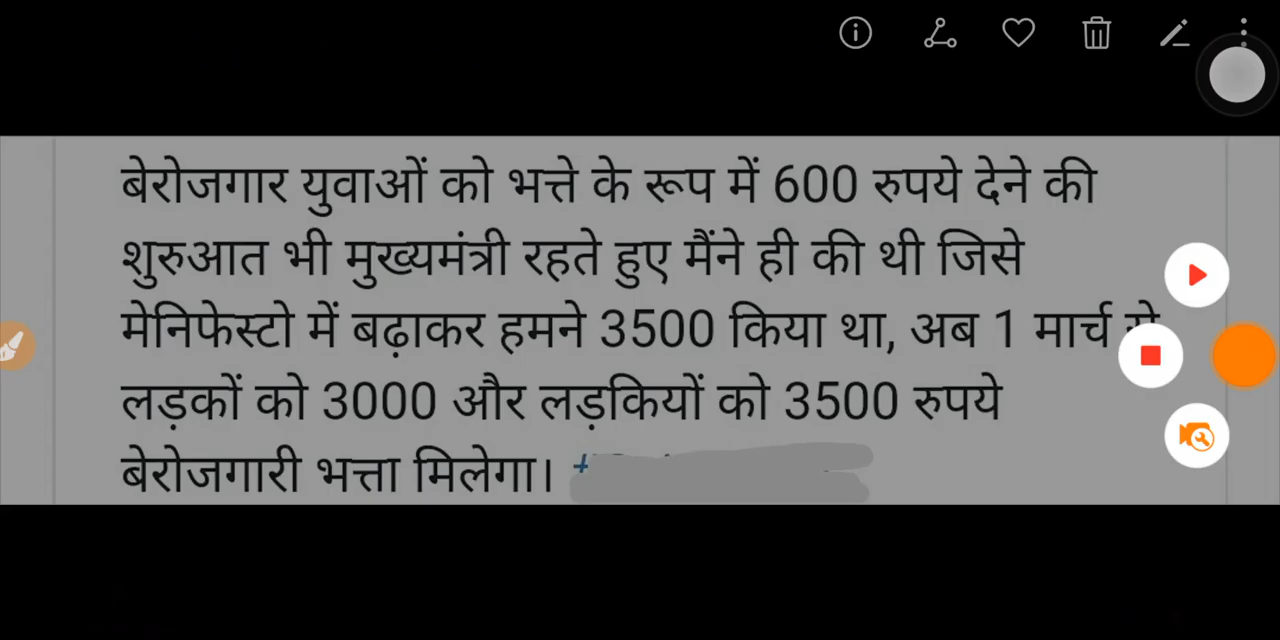 बेरोजगार युवाओं को भत्ते के रूप में 600 रुपये देने की
शुरुआत भी मुख्यमंत्री रहते हुए मैंने ही की थी जिसे
मेनिफेस्टो में बढ़ाकर हमने 3500 किया था, अब 1 मार्च से
लड़कों को 3000 और लड़कियों को 3500 रुपये
बेरोजगारी भत्ता मिलेगा।